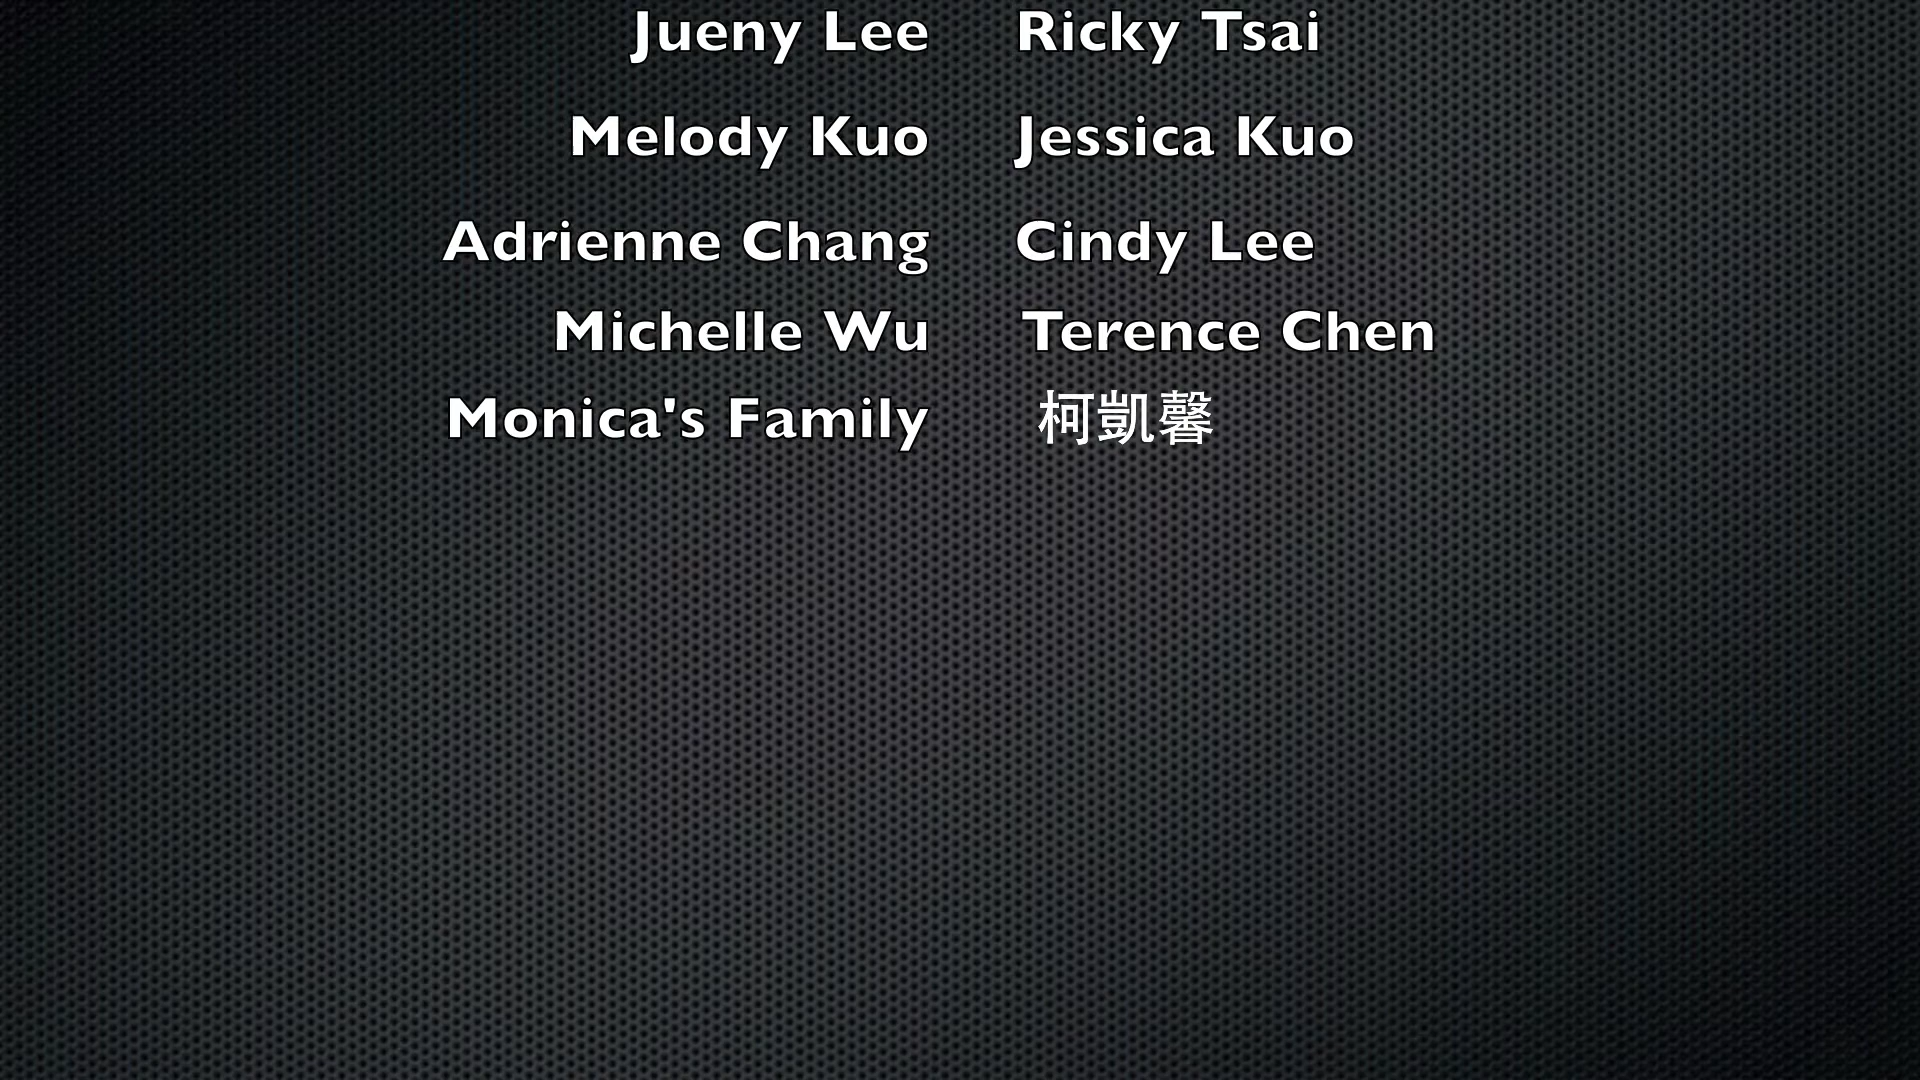 Jueny Lee Ricky Tsai
Melody Kuo Jessica Kuo
Adrienne Chang Cindy Lee
Michelle Wu Terence Chen
Monica's Family 柯凱馨